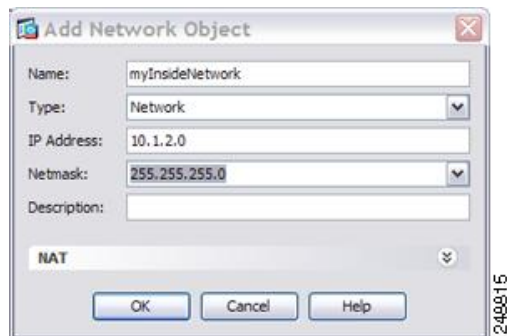 Add Network Object
Name: myInsideNetwork
Type: Network
IP Address: 10.1.2.0
Netmask: 255.255.255.0
Description:
NAT
OK Cancel Help
248815